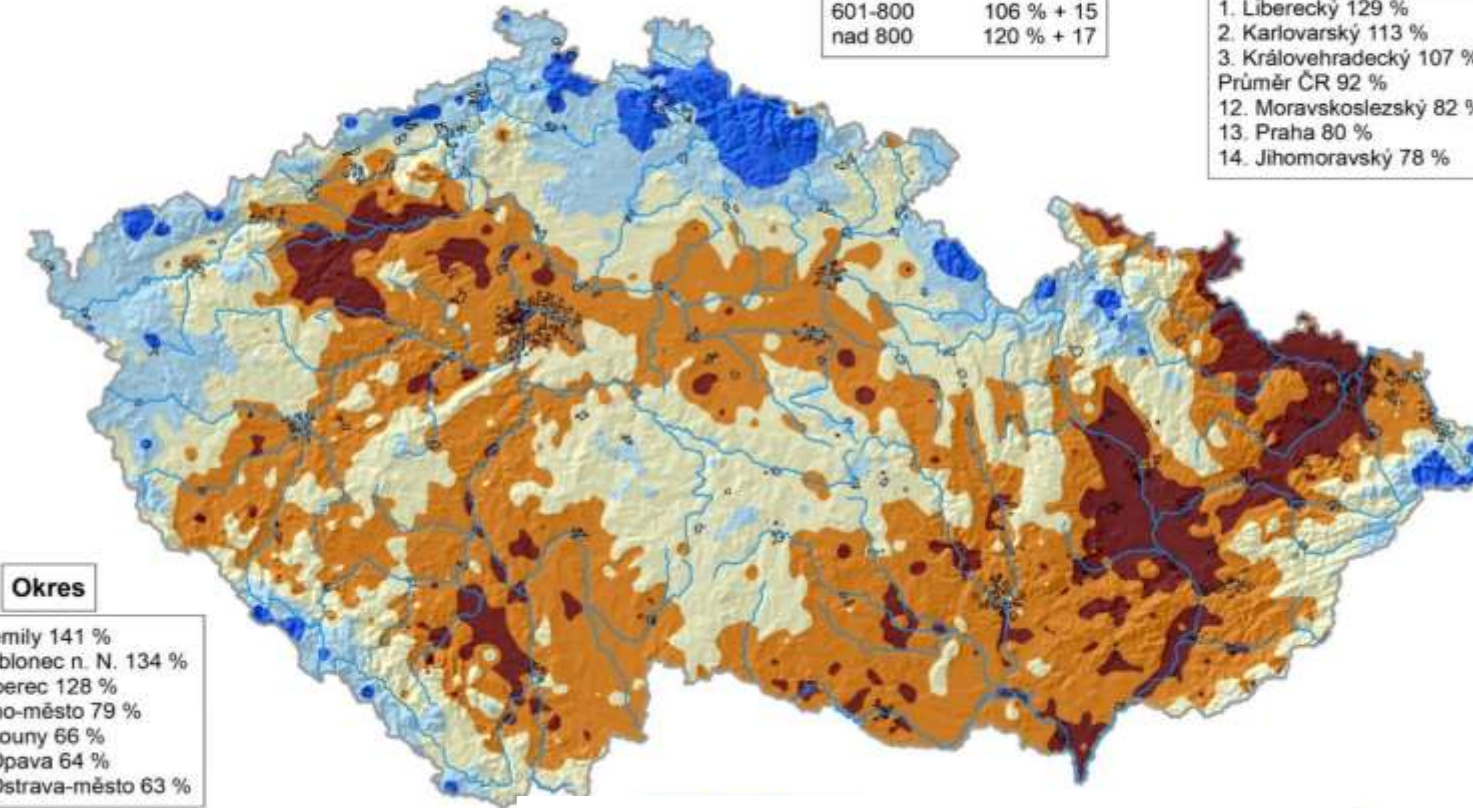 601-800 106 % + 15
nad 800 120 % + 17
1. Liberecký 129 %
2. Karlovarský 113 %
3. Královehradecký 107 %
Průměr ČR 92 %
12. Moravskoslezský 82 %
13. Praha 80 %
14. Jihomoravský 78 %
Okres
emily 141 %
blonec n. N. 134 %
berec 128 %
no-město 79 %
ouny 66 %
Opava 64 %
Ostrava-město 63 %